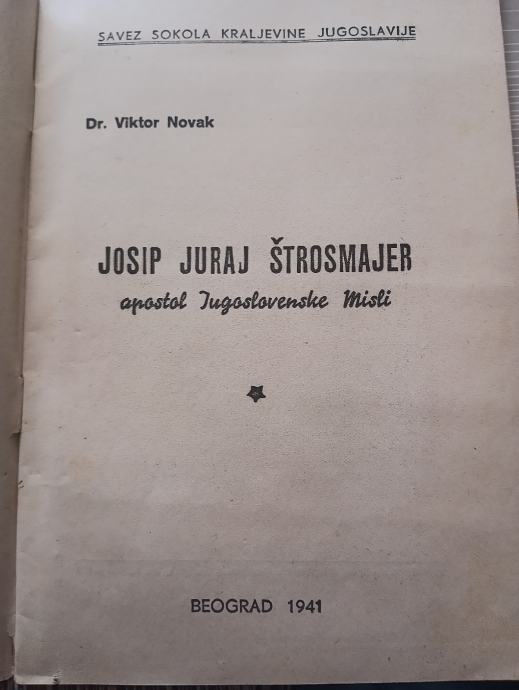 SAVEZ SOKOLA KRALJEVINE JUGOSLAVIJE
Dr. Viktor Novak
JOSIP JURAJ ŠTROSMAJER
apostol Jugoslovenske Misli
BEOGRAD 1941